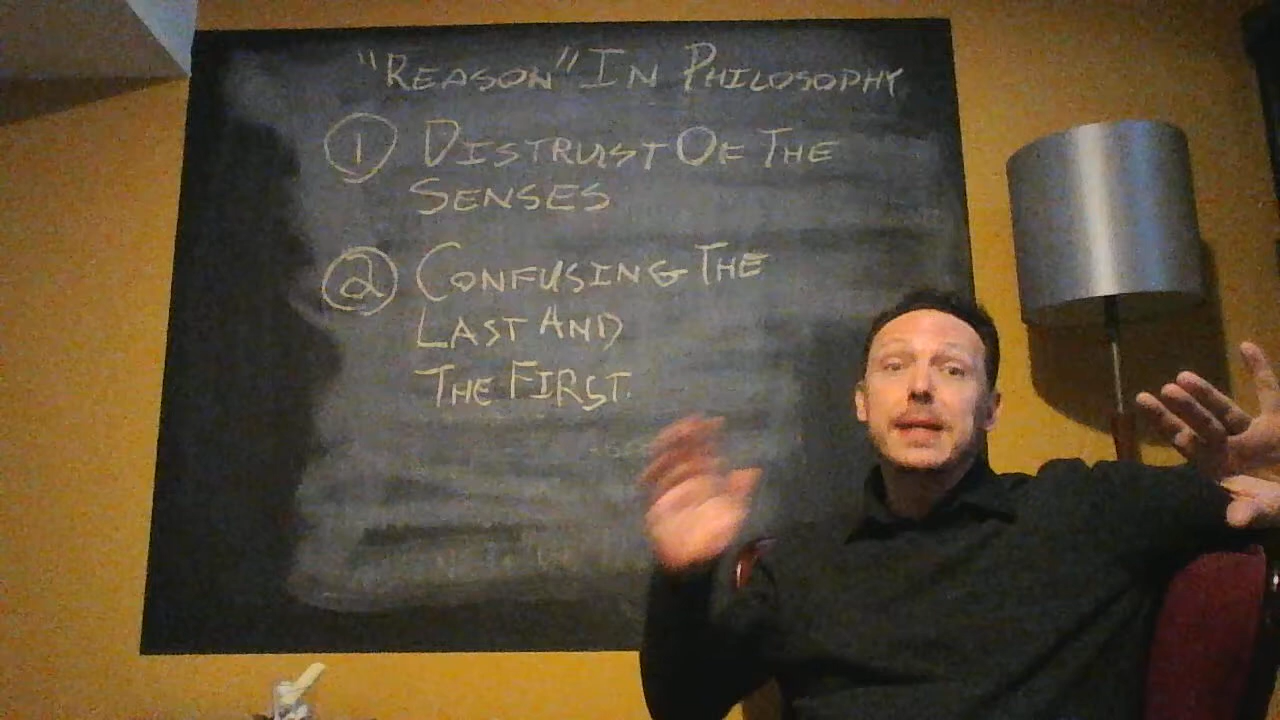 "REASON" IN PHILOSOPHY
① DISTRUST OF THE
SENSES
② CONFUSING THE
LAST AND
THE FIRST.